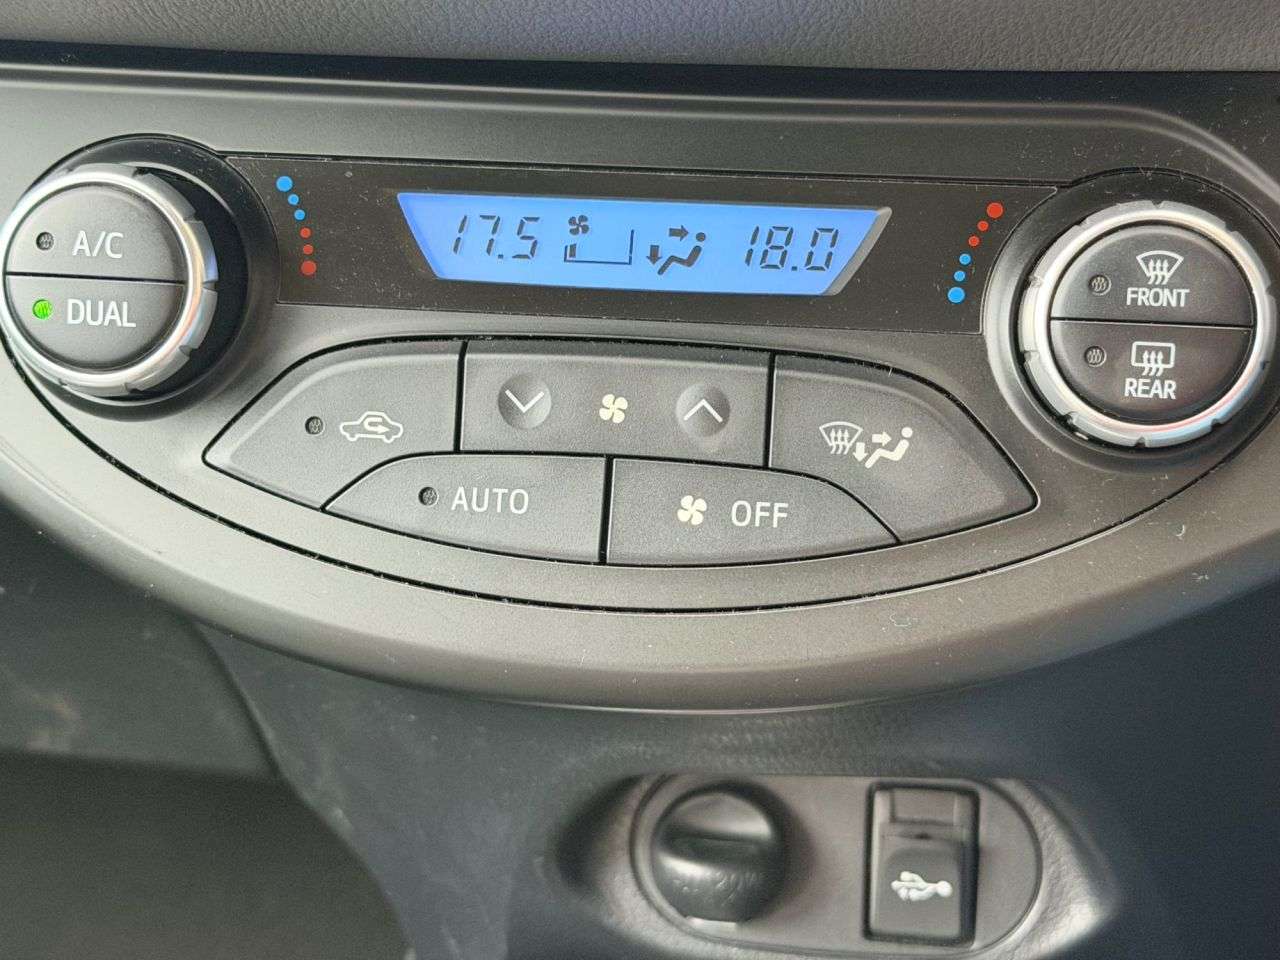 17.5 18.0
A/C
DUAL
FRONT
REAR
AUTO
OFF